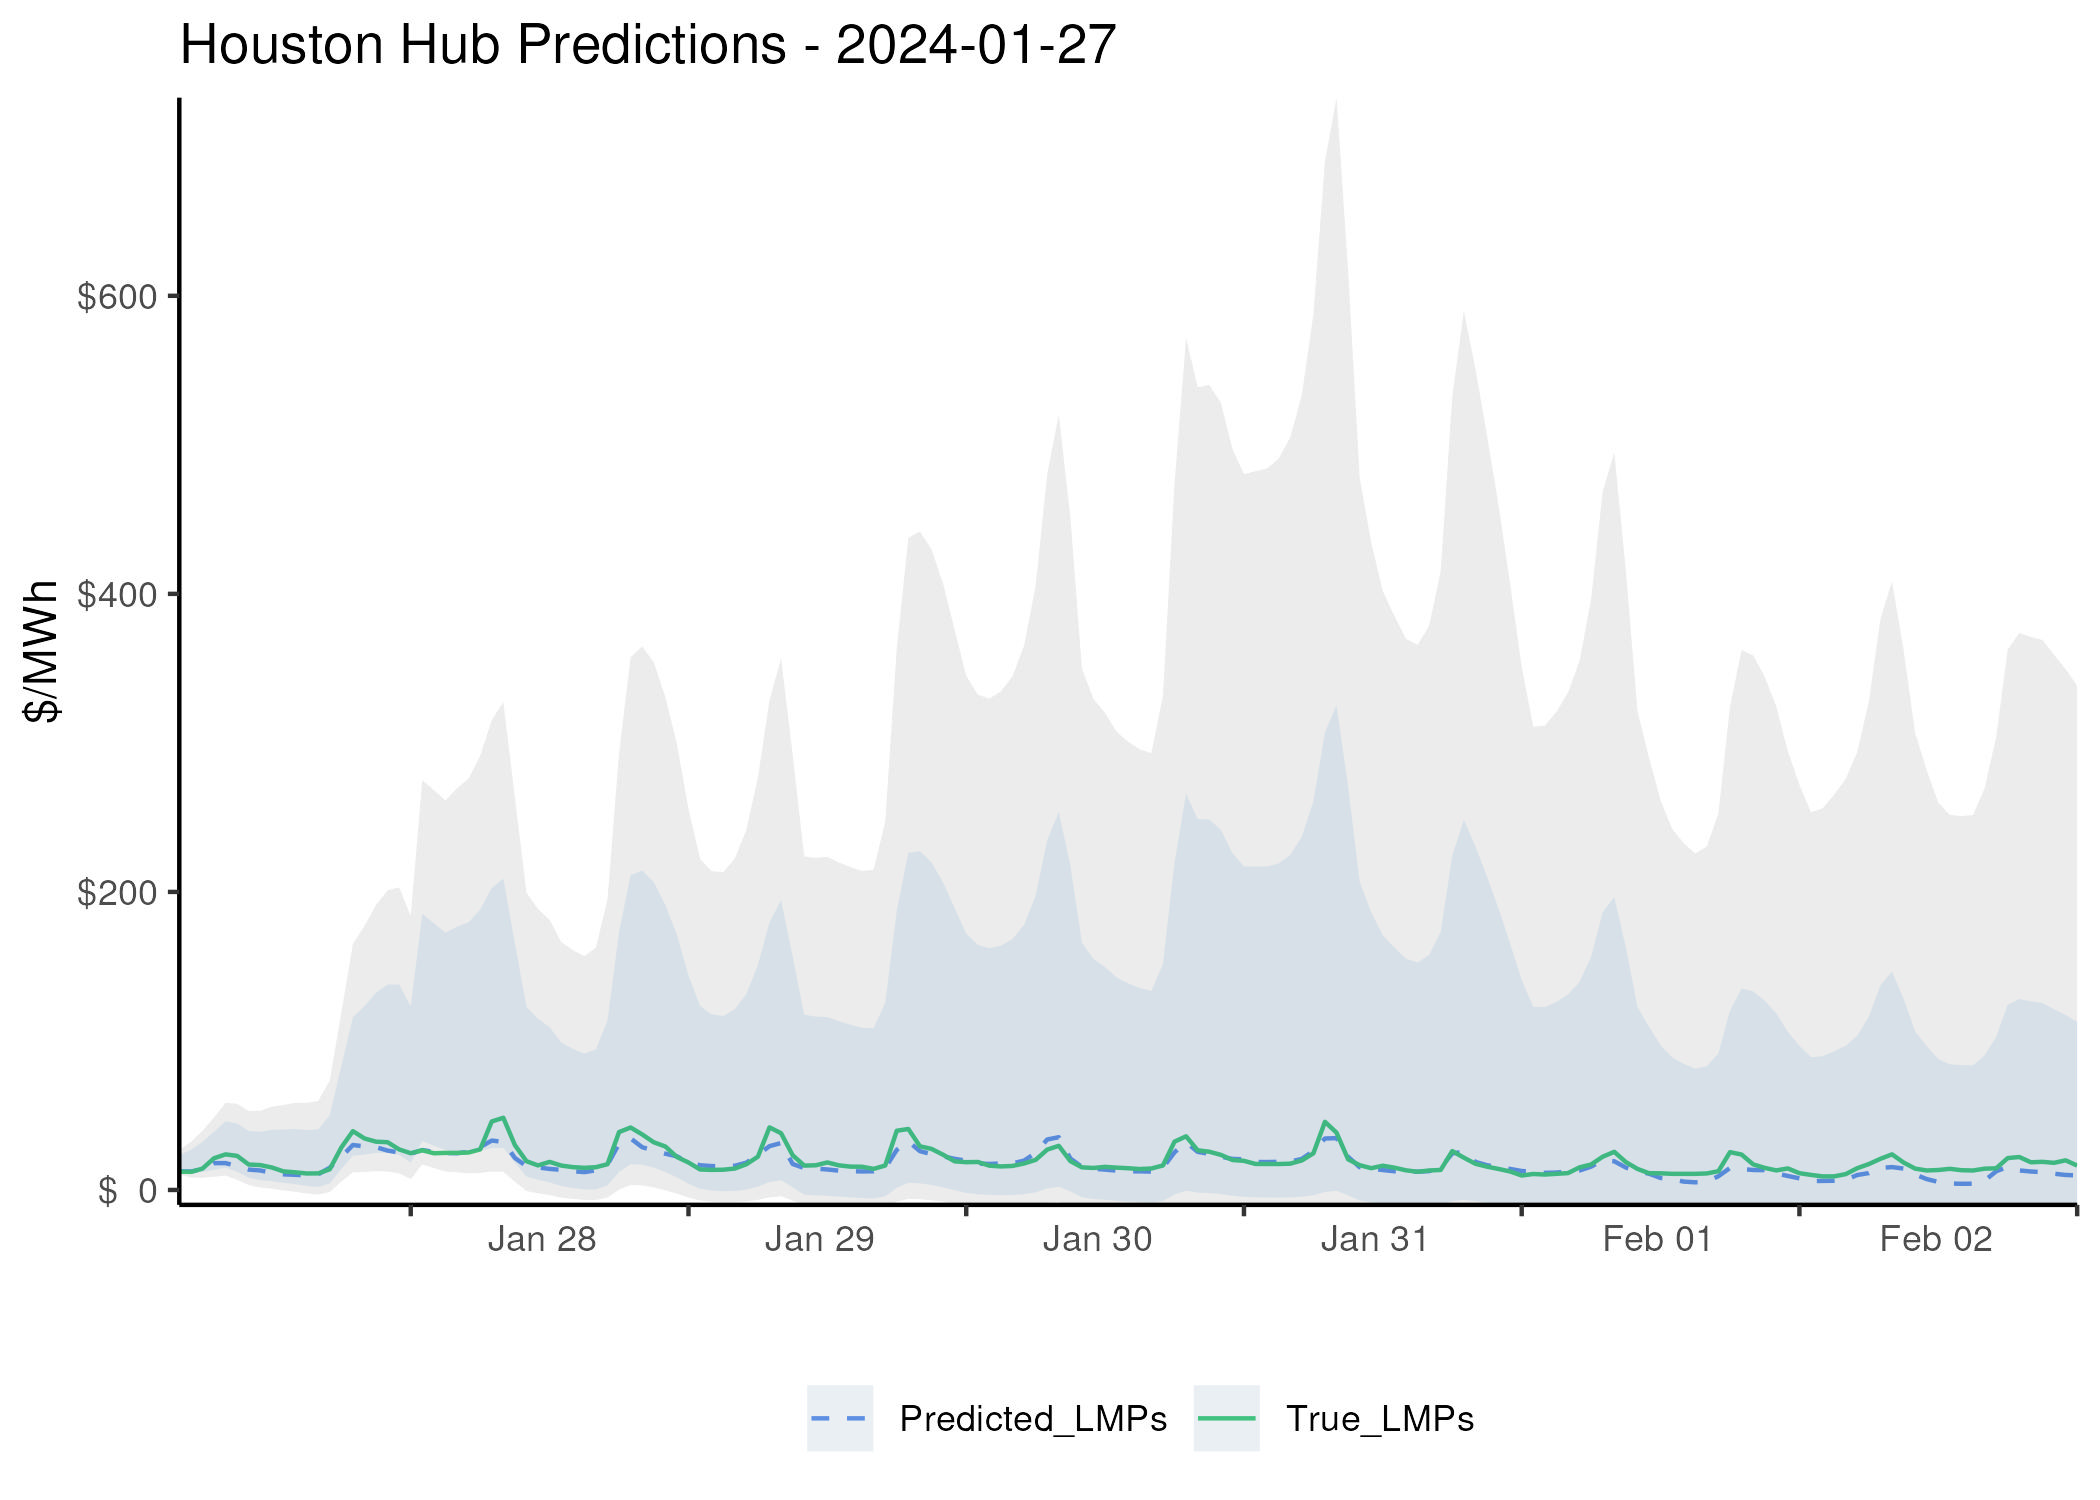 Houston Hub Predictions - 2024-01-27
$/MWh
$600
$400
$200
$ 0
Jan 28 Jan 29 Jan 30 Jan 31 Feb 01 Feb 02
Predicted_LMPs True_LMPs